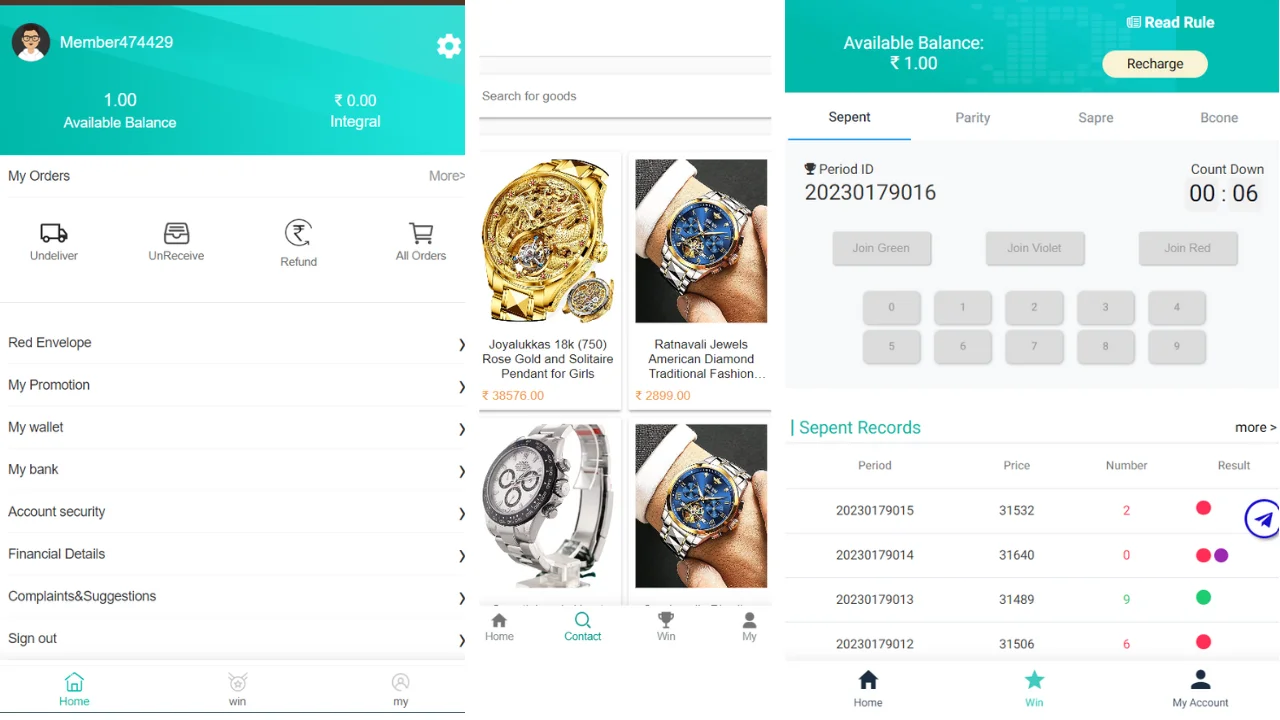 Member474429
1.00
Available Balance
₹ 0.00
Integral
My Orders
More>
Undeliver
UnReceive
Refund
All Orders
Red Envelope
My Promotion
My wallet
My bank
Account security
Financial Details
Complaints&Suggestions
Sign out
Home
win
my
Search for goods
Joyalukkas 18k (750)
Rose Gold and Solitaire
Pendant for Girls
₹ 38576.00
Ratnavali Jewels
American Diamond
Traditional Fashion…
₹ 2899.00
Home
Contact
Win
My
Available Balance:
₹ 1.00
Read Rule
Recharge
Sepent
Parity
Sapre
Bcone
Period ID
20230179016
Count Down
00 : 06
Join Green
Join Violet
Join Red
0 1 2 3 4
5 6 7 8 9
Sepent Records
more >
Period Price Number Result
20230179015 31532 2
20230179014 31640 0
20230179013 31489 9
20230179012 31506 6
Home
Win
My Account